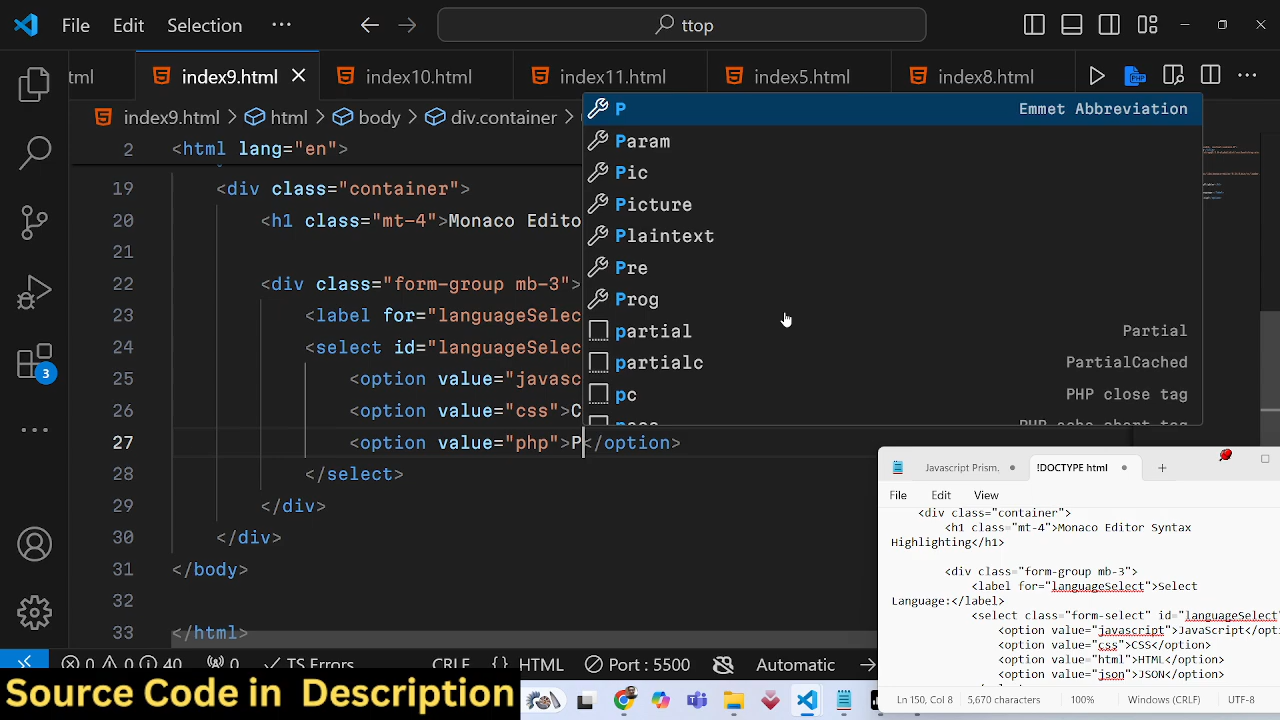 File Edit Selection ··· ttop
tml index9.html index10.html index11.html index5.html index8.html
index9.html > html > body > div.container >
2 <html lang="en">
19 <div class="container">
20 <h1 class="mt-4">Monaco Edito
21
22 <div class="form-group mb-3">
23 <label for="languageSelec
24 <select id="languageSelec
25 <option value="javasc
26 <option value="css">C
27 <option value="php">P</option>
28 </select>
29 </div>
30 </div>
31 </body>
32
33 </html>
P Emmet Abbreviation
Param
Pic
Picture
Plaintext
Pre
Prog
partial Partial
partialc PartialCached
pc PHP close tag
Javascript Prism. !DOCTYPE html
File Edit View
<div class="container">
<h1 class="mt-4">Monaco Editor Syntax
Highlighting</h1>
<div class="form-group mb-3">
<label for="languageSelect">Select
Language:</label>
<select class="form-select" id="languageSelect
<option value="javascript">JavaScript</opti
<option value="css">CSS</option>
<option value="html">HTML</option>
<option value="json">JSON</option>
Ln 150, Col 8 5,670 characters 100% Windows (CRLF) UTF-8
3
0 0 40 0 TS Errors CRLF {} HTML Port : 5500 Automatic
Source Code in Description